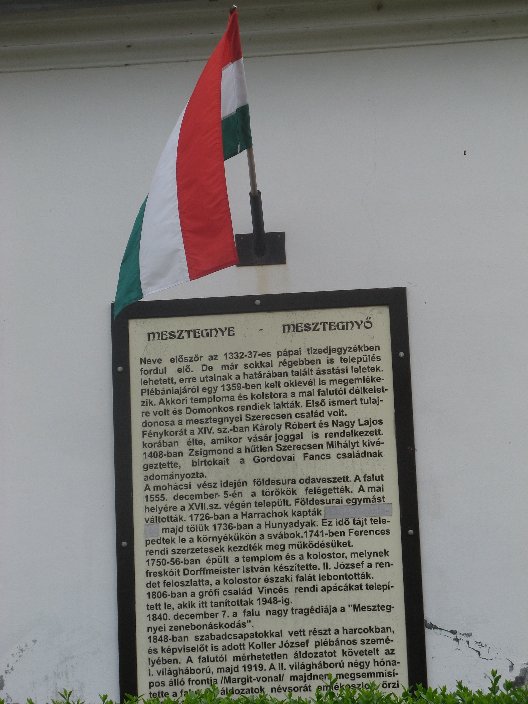 MESZTEGNYE - MESZTEGNYŐ
Neve először az 1332-37-es pápai tizedjegyzékben
fordul elő. De már sokkal régebben is település
lehetett, erre utalnak a határában talált ásatási leletek.
Plébániájáról egy 1359-ben kelt oklevél is megemléke-
zik. Akkori temploma és kolstora a mai falutól délkelet-
re volt és Domonkos rendiek lakták. Első ismert tulaj-
donosa a mesztegnyei Szerecsen család volt.
Fénykorát a XIV. sz.-ban Károly Róbert és Nagy Lajos
korában élte, amikor vásár joggal is rendelkezett.
1408-ban Zsigmond a hűtlen Szerecsen Mihályt kivé-
geztette, birtokait a Gordovai Fancs családnak
adományozta.
A mohácsi vész idején földesura odaveszett. A falut
1555. december 5-én a törökök felégették. A mai
helyére a XVII.sz. végén települt. Földesurai egymást
váltották. 1726-ban a Harrachok kapták
majd tőlük 1736-ban a Hunyadyak. Ez idő tájt tele-
pedtek le a környékükön a svábok.1741-ben Ferences
rendi szerzetesek kezdték meg működésüket.
1750-56-ban épült a templom és a kolostor, melynek
freskóit Dorffmeister István készítette. II. József a rend-
det feloszlatta, a kolostor északi falát lebontották.
1806-ban a grófi család Vincés rendi apácákat telepí-
tett le, akik itt tanítottak 1948-ig.
1840. december 7. a falu nagy tragédiája a "Meszteg-
nyei zenebonáskodás".
1848-ban szabadcsapatokkal vett részt a harcokban,
és képviselőt is adott Koller József plébános szemé-
lyében. A falutól mérhetetlen áldozatot követelt az
I. világháború, majd 1919. A II. világháború négy hóna-
pos álló frontja /Margit-vonal/ majdnem megsemmisí-
tette a falut. áldozatok névsorát emlékoszlop őrzi